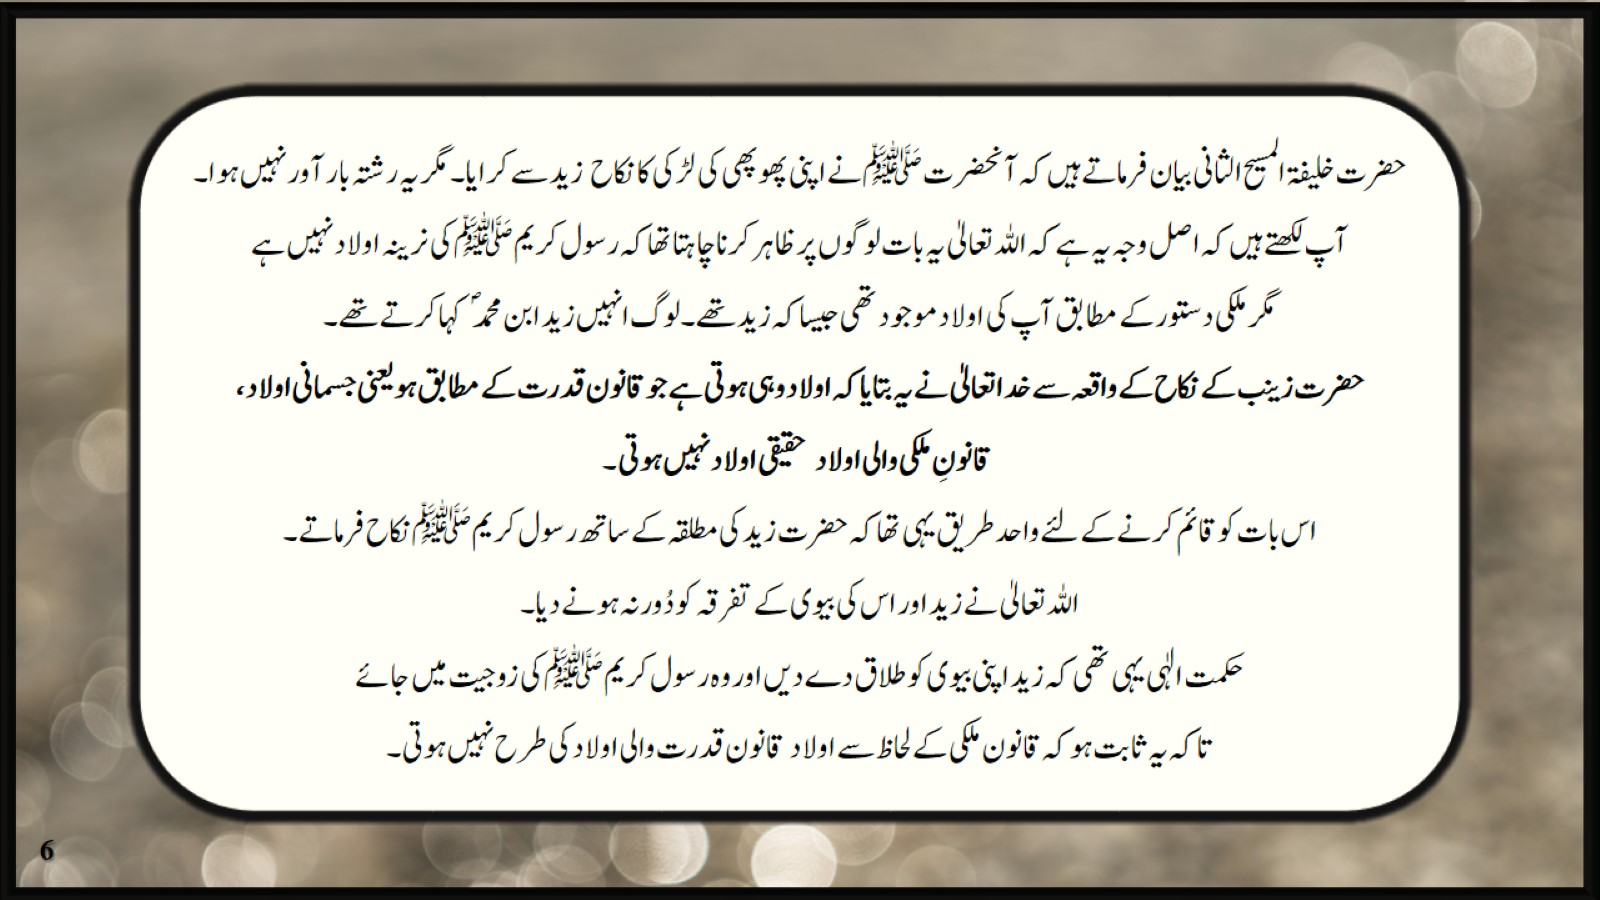 حضرت خلیفۃ المسیح الثانی بیان فرماتے ہیں کہ آنحضرت ﷺ نے اپنی پھوپھی کی لڑکی کا نکاح زید سے کرایا۔ مگر یہ رشتہ بار آور نہیں ہوا۔
آپ لکھتے ہیں کہ اصل وجہ یہ ہے کہ اللہ تعالیٰ یہ بات لوگوں پر ظاہر کرنا چاہتا تھا کہ رسول کریم ﷺ کی نرینہ اولاد نہیں ہے
مگر ملکی دستور کے مطابق آپ کی اولاد موجود تھی جیسا کہ زید تھے۔ لوگ انہیں زید ابن محمدؐ کہا کرتے تھے۔
حضرت زینب کے نکاح کے واقعہ سے خدا تعالیٰ نے یہ بتایا کہ اولاد وہی ہوتی ہے جو قانون قدرت کے مطابق ہو یعنی جسمانی اولاد،
قانونِ ملکی والی اولاد حقیقی اولاد نہیں ہوتی۔
اس بات کو قائم کرنے کے لئے واحد طریق یہی تھا کہ حضرت زید کی مطلقہ کے ساتھ رسول کریم ﷺ نکاح فرماتے۔
اللہ تعالیٰ نے زید اور اس کی بیوی کے تفرقہ کو دُور نہ ہونے دیا۔
حکمت الٰہی یہی تھی کہ زید اپنی بیوی کو طلاق دے دیں اور وہ رسول کریم ﷺ کی زوجیت میں جائے
تا کہ یہ ثابت ہو کہ قانون ملکی کے لحاظ سے اولاد قانون قدرت والی اولاد کی طرح نہیں ہوتی۔
6